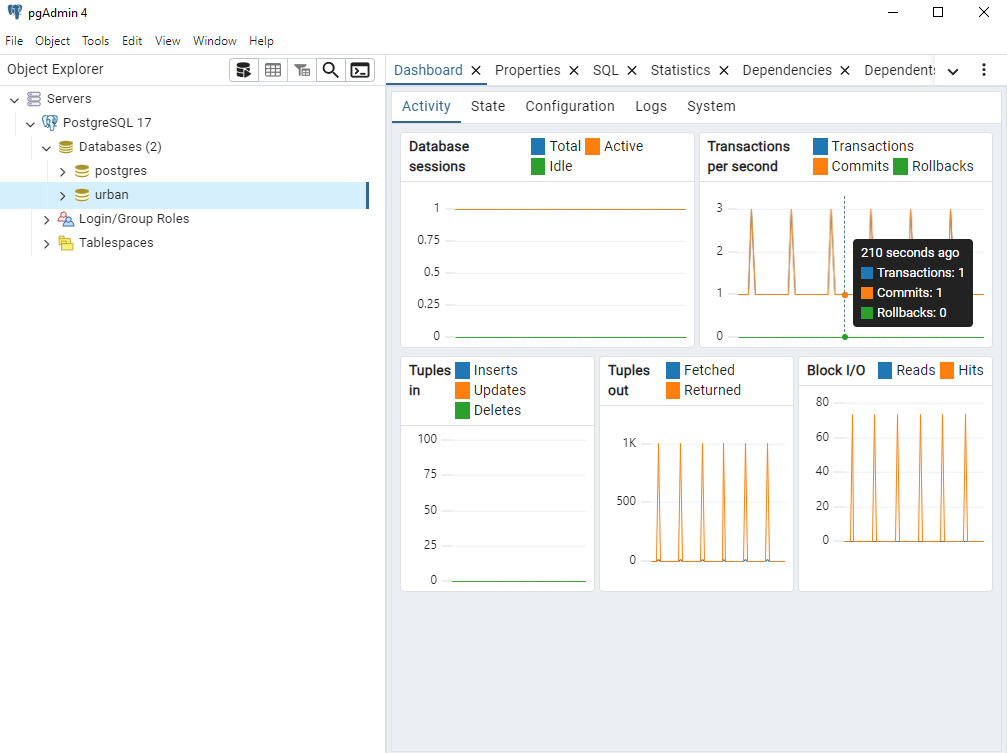 pgAdmin 4
File Object Tools Edit View Window Help
Object Explorer
Dashboard Properties SQL Statistics Dependencies Dependents
Servers
PostgreSQL 17
Databases (2)
postgres
urban
Login/Group Roles
Tablespaces
Activity State Configuration Logs System
Database sessions
Total Active
Idle
1
0.75
0.5
0.25
0
Transactions per second
Transactions
Commits Rollbacks
3
2
1
0
210 seconds ago
Transactions: 1
Commits: 1
Rollbacks: 0
Tuples in
Inserts
Updates
Deletes
100
75
50
25
0
Tuples out
Fetched
Returned
1K
500
0
Block I/O
Reads Hits
80
60
40
20
0